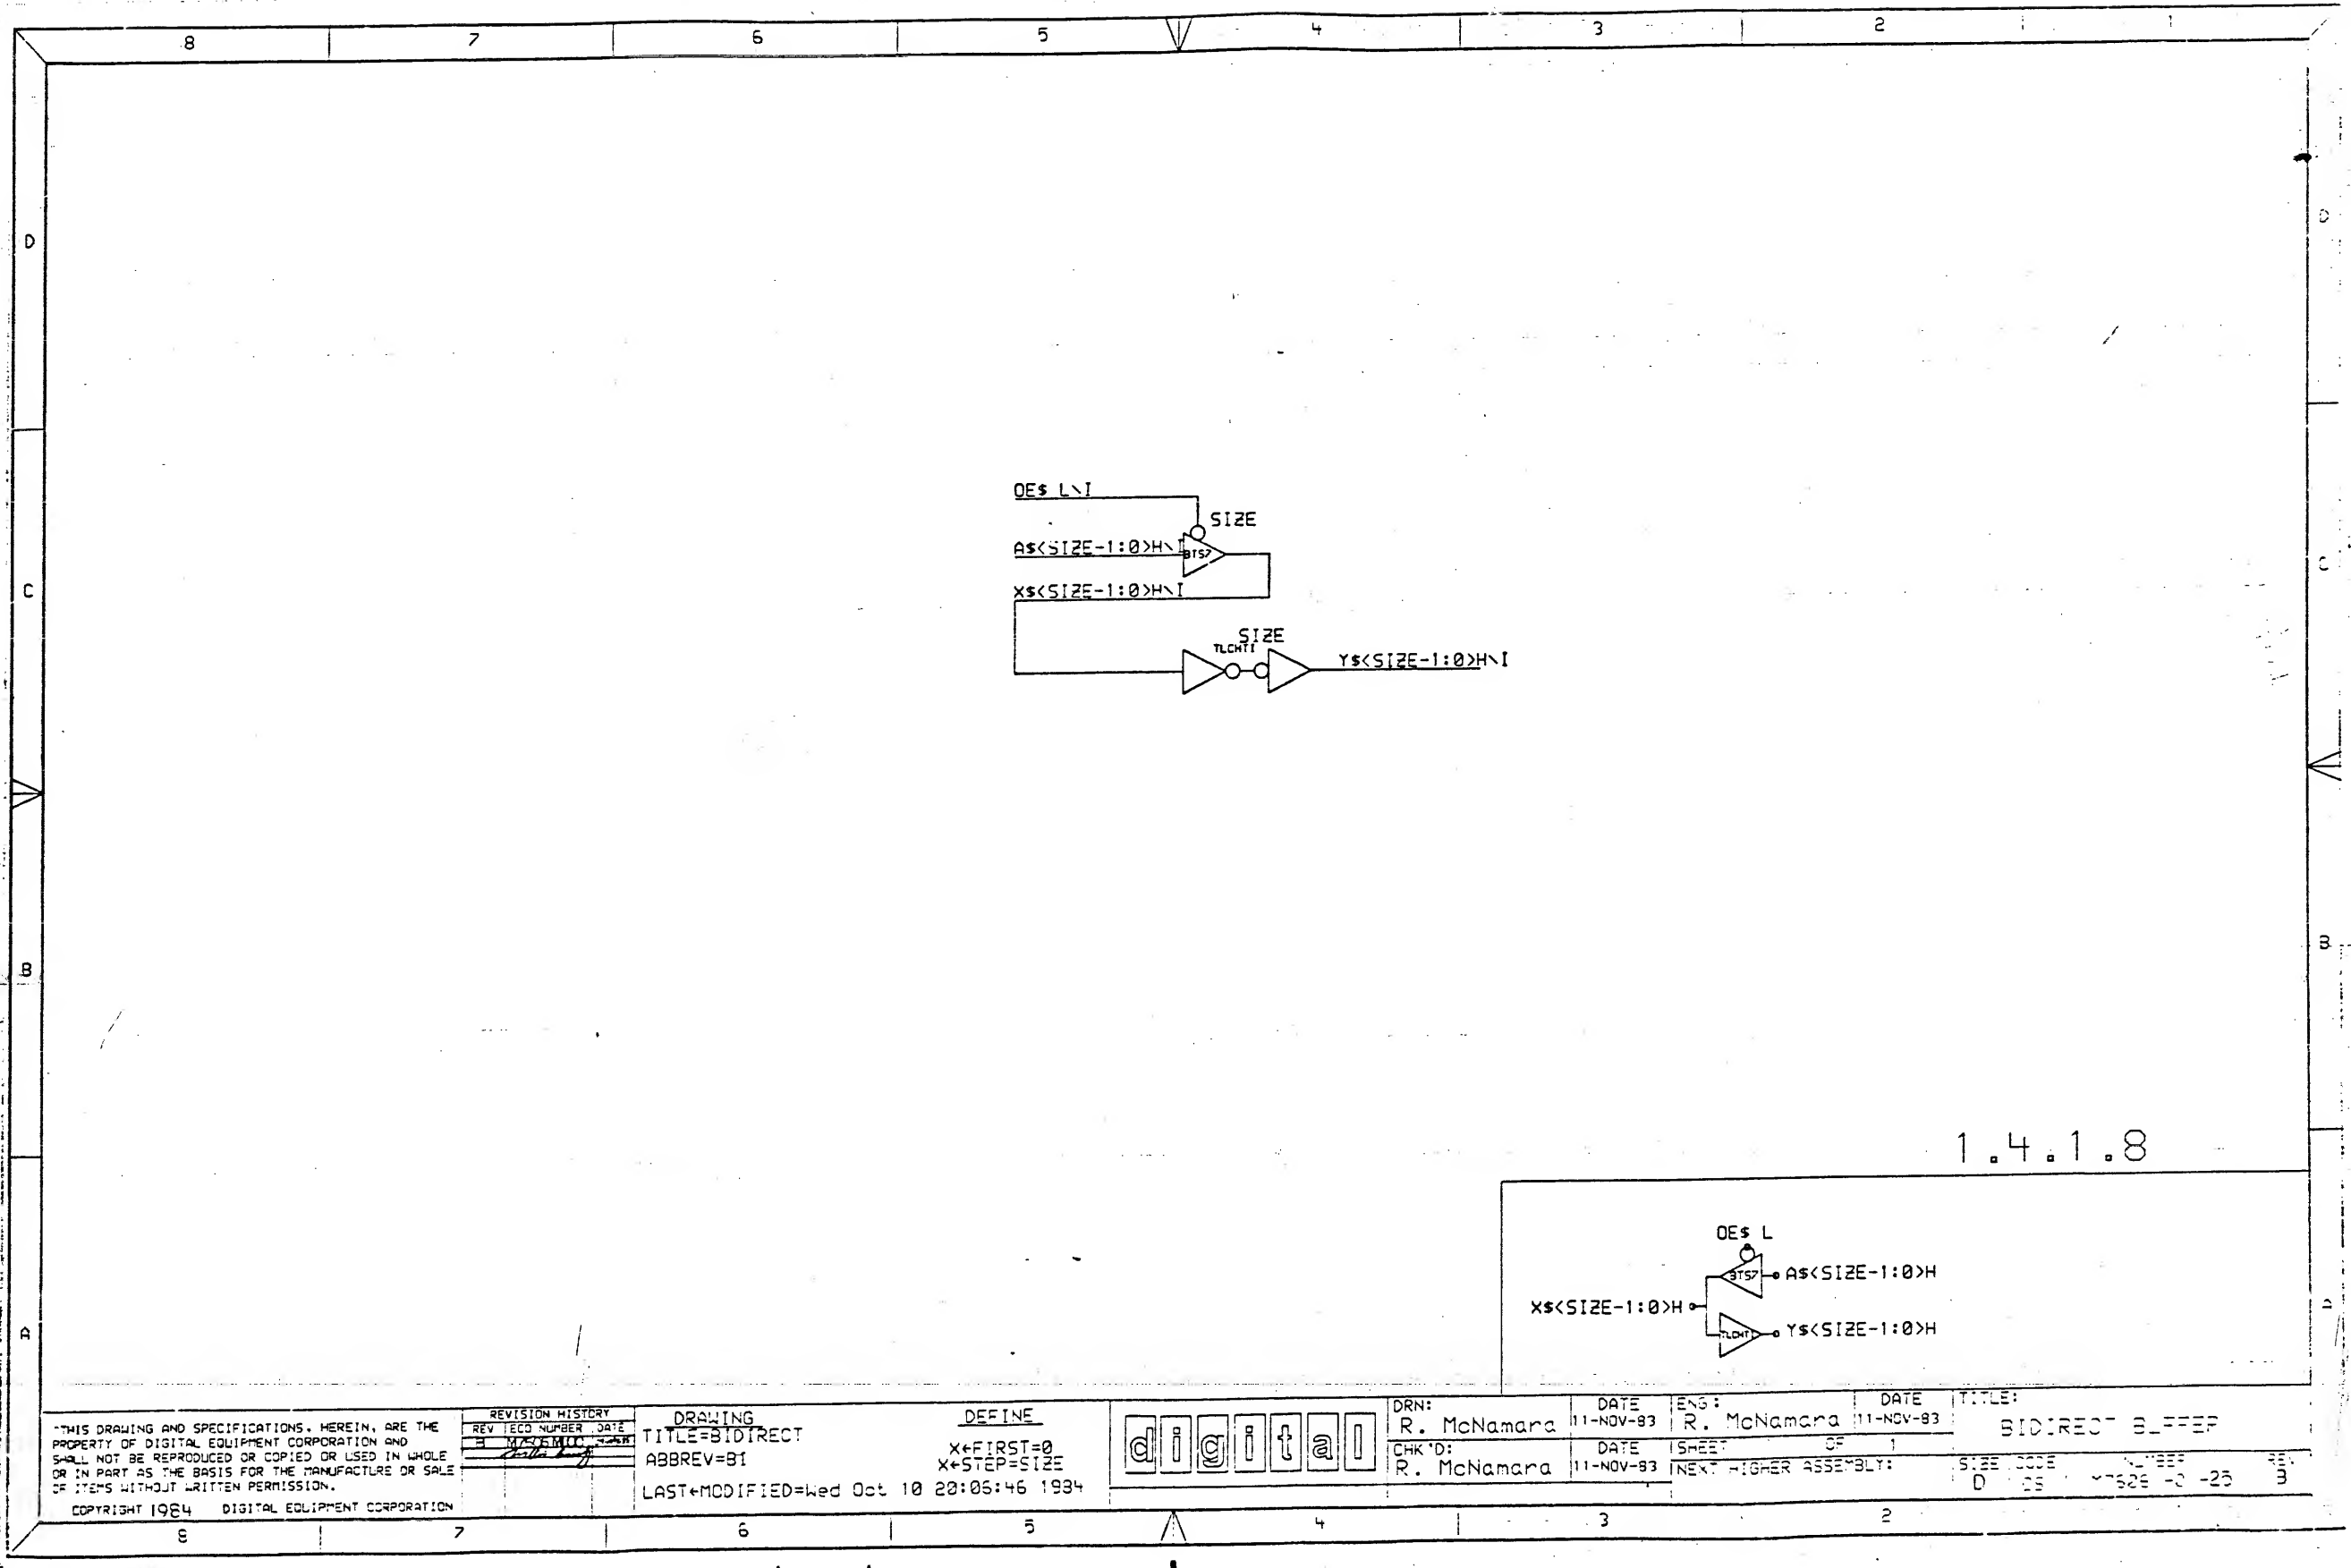 8 7 6 5 4 3 2 1
D D
OE$ L\I
SIZE
A$<SIZE-1:0>H\I
BTS7
X$<SIZE-1:0>H\I
C C
SIZE
TLCHTI
Y$<SIZE-1:0>H\I
B B
1.4.1.8
OE$ L
BTS7 A$<SIZE-1:0>H
X$<SIZE-1:0>H
TLCHTI Y$<SIZE-1:0>H
A A
"THIS DRAWING AND SPECIFICATIONS, HEREIN, ARE THE
PROPERTY OF DIGITAL EQUIPMENT CORPORATION AND
SHALL NOT BE REPRODUCED OR COPIED OR USED IN WHOLE
OR IN PART AS THE BASIS FOR THE MANUFACTURE OR SALE
OF ITEMS WITHOUT WRITTEN PERMISSION.
COPYRIGHT 1984 DIGITAL EQUIPMENT CORPORATION
REVISION HISTORY
REV ECO NUMBER DATE
B
DRAWING
TITLE=BIDIRECT
ABBREV=BI
LAST←MODIFIED=Wed Oct 10 20:06:46 1984
DEFINE
X←FIRST=0
X←STEP=SIZE
digital
DRN: DATE
R. McNamara 11-NOV-83
CHK'D: DATE
R. McNamara 11-NOV-83
ENG: DATE
R. McNamara 11-NOV-83
SHEET OF 1
NEXT HIGHER ASSEMBLY:
TITLE:
BIDIRECT BUFFER
SIZE CODE NUMBER REV
D CS B
8 7 6 5 4 3 2